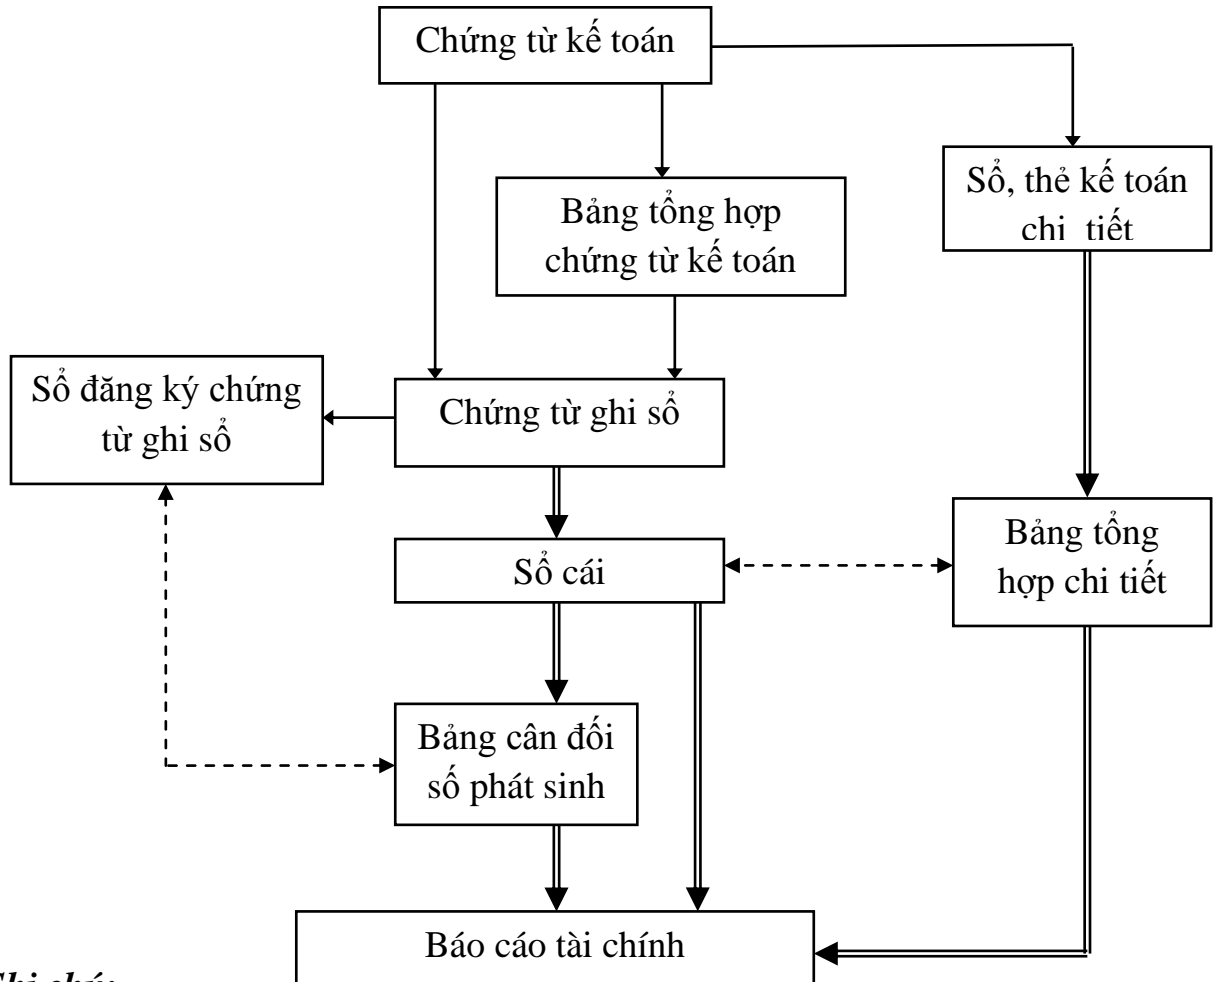 Chứng từ kế toán
Sổ, thẻ kế toán
chi tiết
Bảng tổng hợp
chứng từ kế toán
Sổ đăng ký chứng
từ ghi sổ
Chứng từ ghi sổ
Bảng tổng
hợp chi tiết
Sổ cái
Bảng cân đối
số phát sinh
Báo cáo tài chính